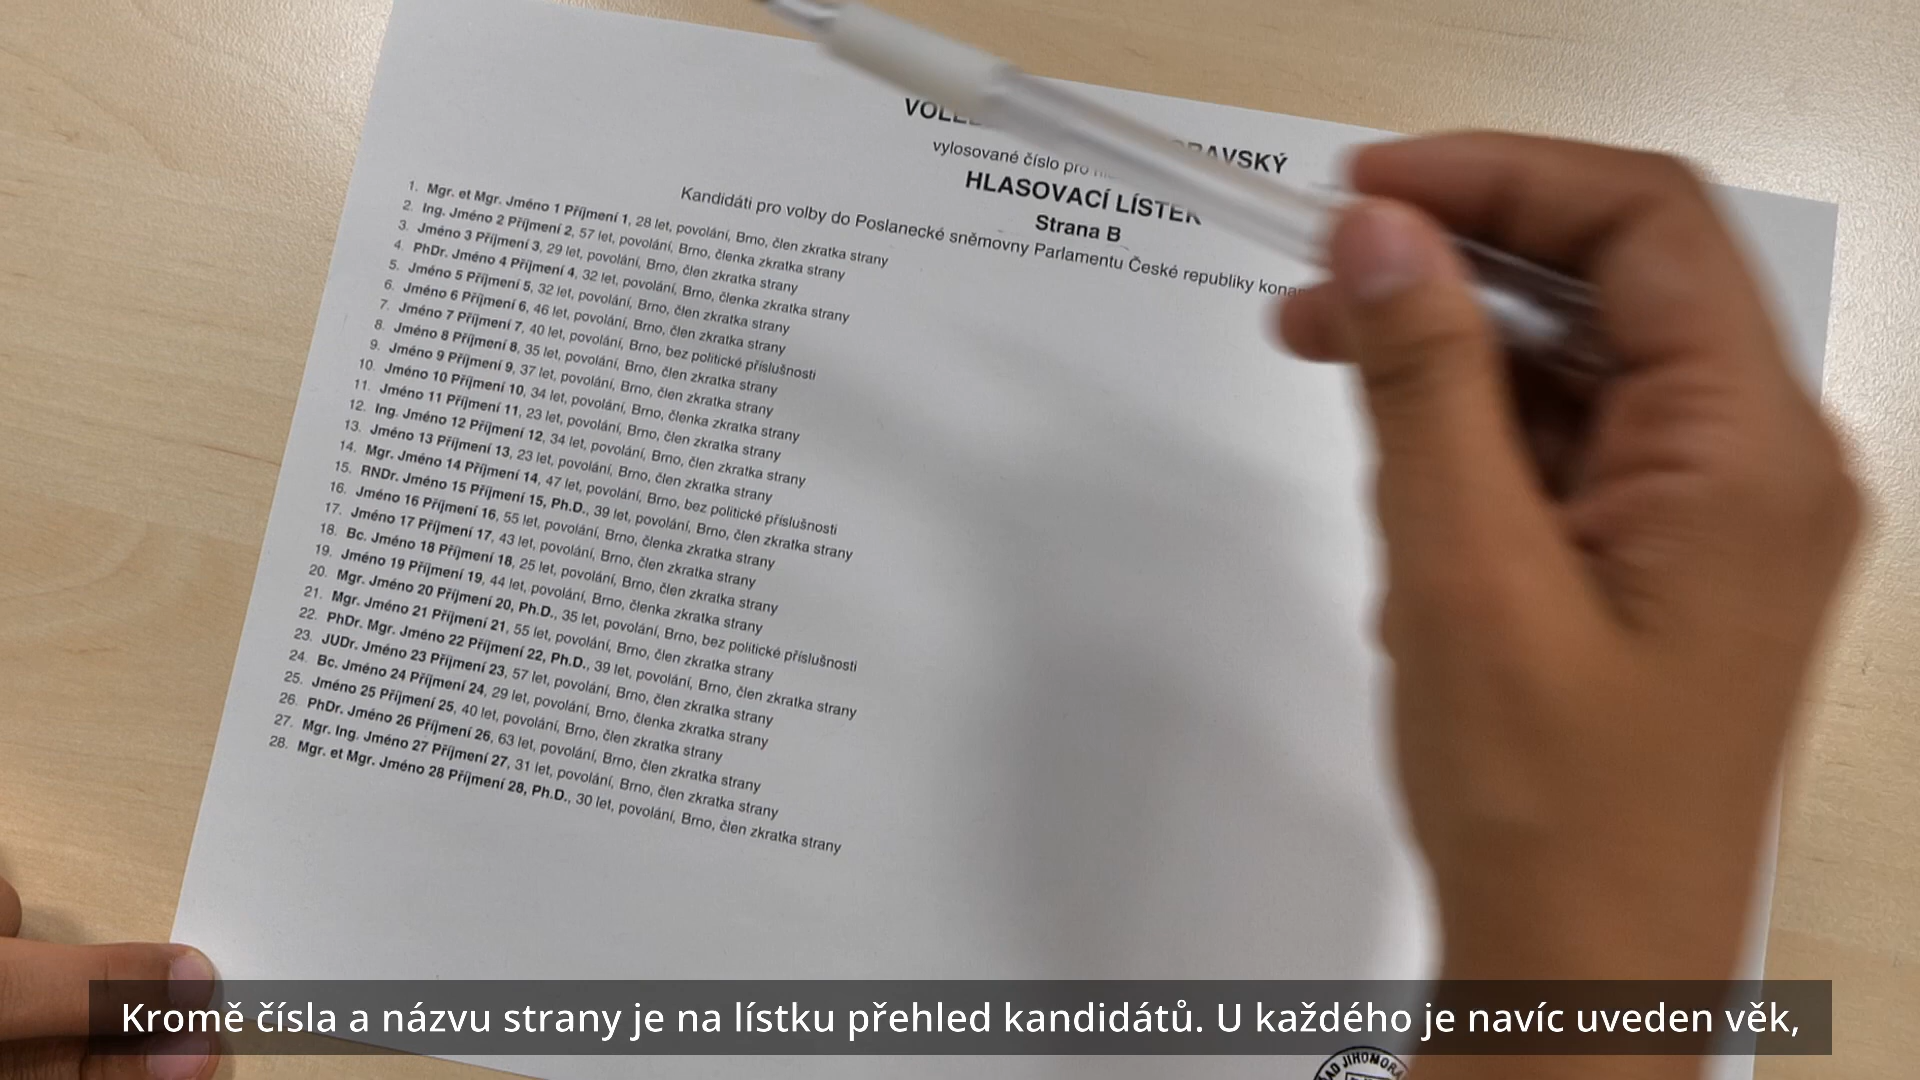 RAVSKÝ
vylosované číslo pro
HLASOVACÍ LÍSTEK
Strana B
Kandidáti pro volby do Poslanecké sněmovny Parlamentu České republiky
1. Mgr. et Mgr. Jméno 1 Příjmení 1, 28 let, povolání, Brno, člen zkratka strany
2. Ing. Jméno 2 Příjmení 2, 57 let, povolání, Brno, členka zkratka strany
3. Jméno 3 Příjmení 3, 29 let, povolání, Brno, člen zkratka strany
4. PhDr. Jméno 4 Příjmení 4, 32 let, povolání, Brno, členka zkratka strany
5. Jméno 5 Příjmení 5, 32 let, povolání, Brno, člen zkratka strany
6. Jméno 6 Příjmení 6, 46 let, povolání, Brno, člen zkratka strany
7. Jméno 7 Příjmení 7, 40 let, povolání, Brno, bez politické příslušnosti
8. Jméno 8 Příjmení 8, 35 let, povolání, Brno, člen zkratka strany
9. Jméno 9 Příjmení 9, 37 let, povolání, Brno, člen zkratka strany
10. Jméno 10 Příjmení 10, 34 let, povolání, Brno, členka zkratka strany
11. Jméno 11 Příjmení 11, 23 let, povolání, Brno, člen zkratka strany
12. Ing. Jméno 12 Příjmení 12, 34 let, povolání, Brno, člen zkratka strany
13. Jméno 13 Příjmení 13, 23 let, povolání, Brno, člen zkratka strany
14. Mgr. Jméno 14 Příjmení 14, 47 let, povolání, Brno, bez politické příslušnosti
15. RNDr. Jméno 15 Příjmení 15, Ph.D., 39 let, povolání, Brno, člen zkratka strany
16. Jméno 16 Příjmení 16, 55 let, povolání, Brno, členka zkratka strany
17. Jméno 17 Příjmení 17, 43 let, povolání, Brno, člen zkratka strany
18. Bc. Jméno 18 Příjmení 18, 25 let, povolání, Brno, člen zkratka strany
19. Jméno 19 Příjmení 19, 44 let, povolání, Brno, členka zkratka strany
20. Mgr. Jméno 20 Příjmení 20, Ph.D., 35 let, povolání, Brno, bez politické příslušnosti
21. Mgr. Jméno 21 Příjmení 21, 55 let, povolání, Brno, člen zkratka strany
22. PhDr. Mgr. Jméno 22 Příjmení 22, Ph.D., 39 let, povolání, Brno, člen zkratka strany
23. JUDr. Jméno 23 Příjmení 23, 57 let, povolání, Brno, člen zkratka strany
24. Bc. Jméno 24 Příjmení 24, 29 let, povolání, Brno, členka zkratka strany
25. Jméno 25 Příjmení 25, 40 let, povolání, Brno, člen zkratka strany
26. PhDr. Jméno 26 Příjmení 26, 63 let, povolání, Brno, člen zkratka strany
27. Mgr. Ing. Jméno 27 Příjmení 27, 31 let, povolání, Brno, člen zkratka strany
28. Mgr. et Mgr. Jméno 28 Příjmení 28, Ph.D., 30 let, povolání, Brno, člen zkratka strany
Kromě čísla a názvu strany je na lístku přehled kandidátů. U každého je navíc uveden věk,